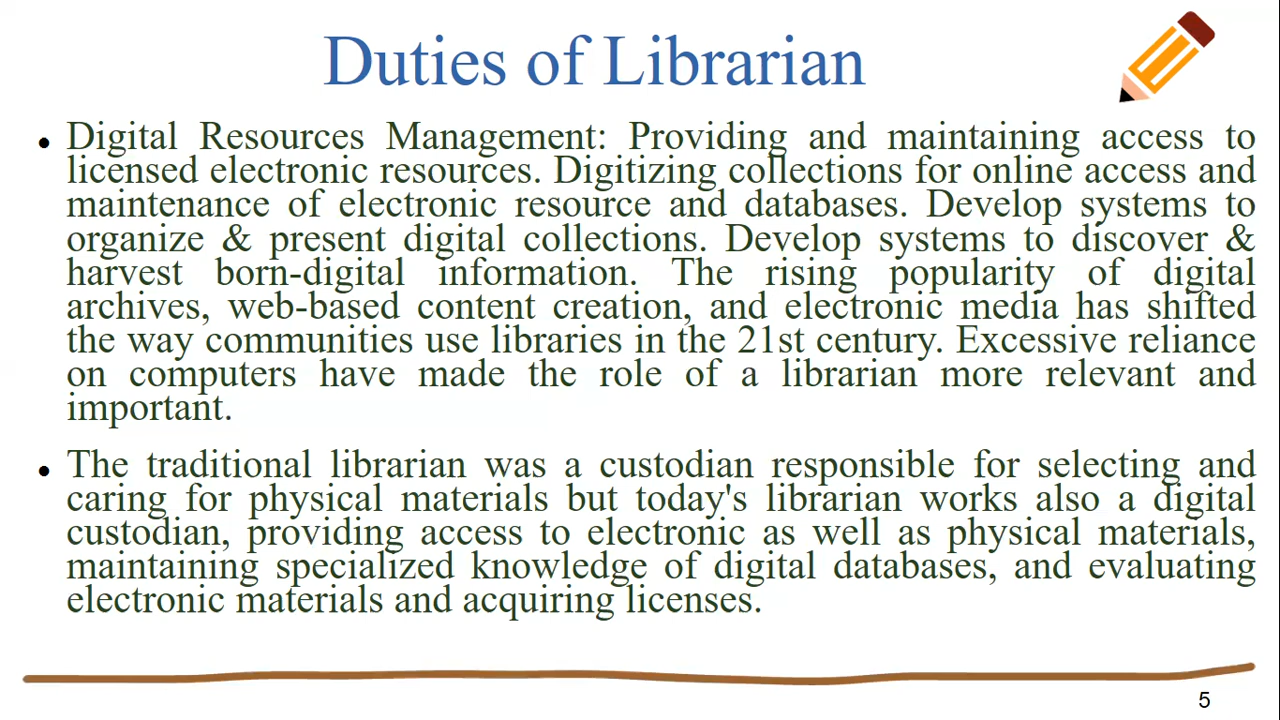 Duties of Librarian
• Digital Resources Management: Providing and maintaining access to
licensed electronic resources. Digitizing collections for online access and
maintenance of electronic resource and databases. Develop systems to
organize & present digital collections. Develop systems to discover &
harvest born-digital information. The rising popularity of digital
archives, web-based content creation, and electronic media has shifted
the way communities use libraries in the 21st century. Excessive reliance
on computers have made the role of a librarian more relevant and
important.
• The traditional librarian was a custodian responsible for selecting and
caring for physical materials but today's librarian works also a digital
custodian, providing access to electronic as well as physical materials,
maintaining specialized knowledge of digital databases, and evaluating
electronic materials and acquiring licenses.
5